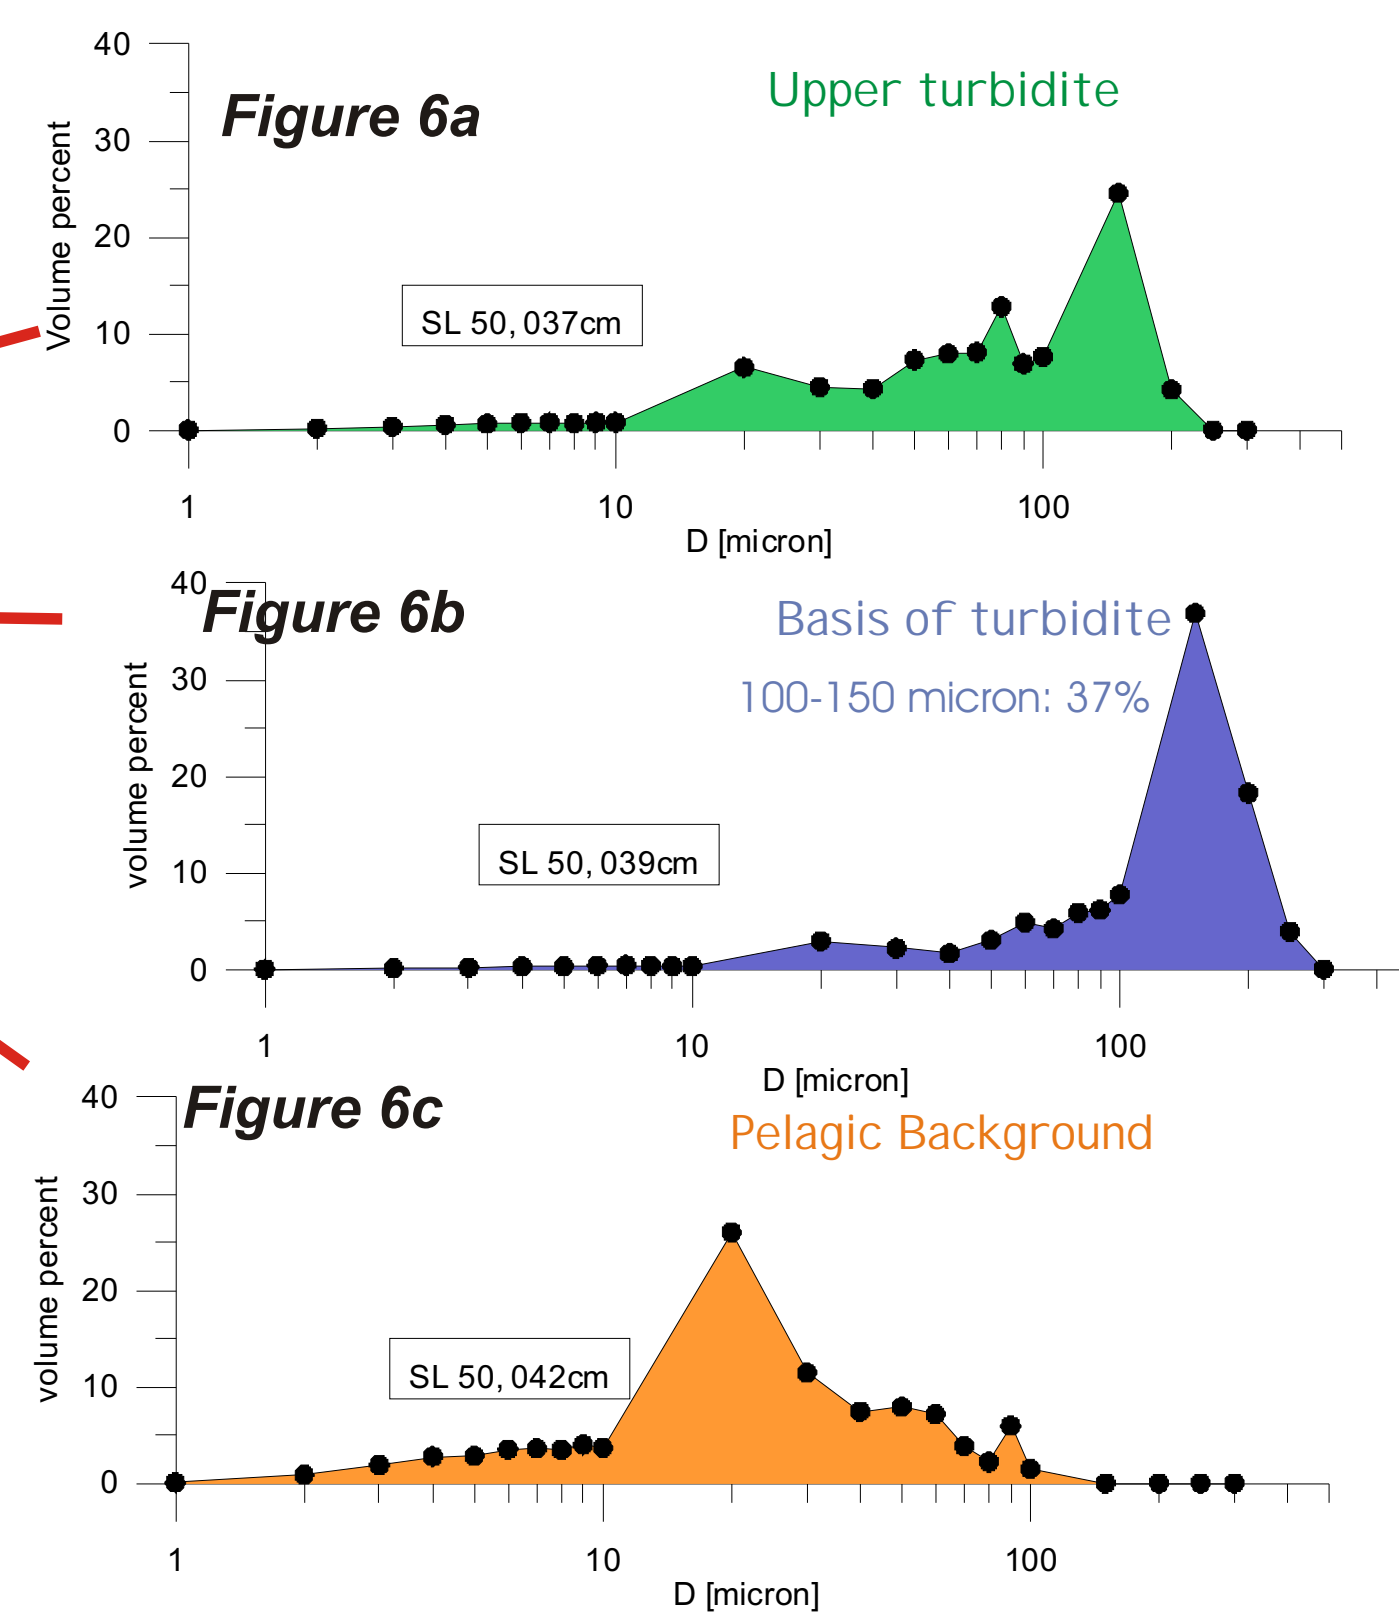 40
Figure 6a
Upper turbidite
30
Volume percent
20
SL 50, 037cm
10
0
1 10 100
D [micron]
40
Figure 6b
Basis of turbidite
30
100-150 micron: 37%
volume percent
20
SL 50, 039cm
10
0
1 10 100
D [micron]
40
Figure 6c
Pelagic Background
30
volume percent
20
SL 50, 042cm
10
0
1 10 100
D [micron]